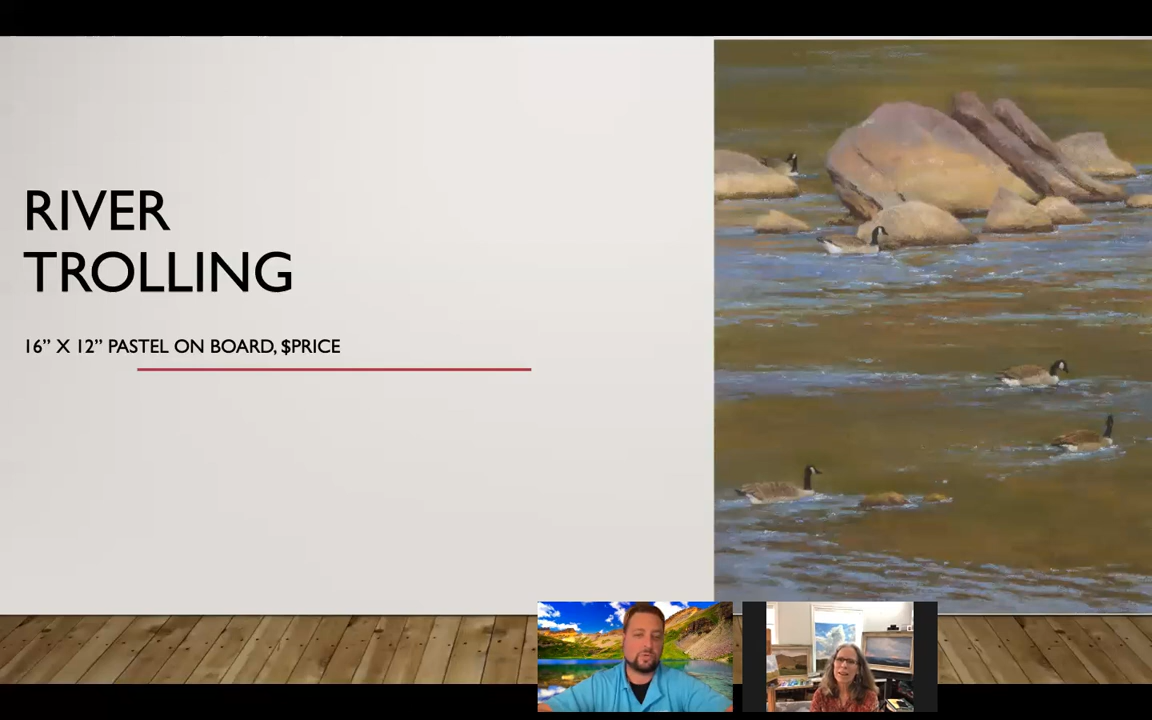 RIVER
TROLLING
16” X 12” PASTEL ON BOARD, $PRICE